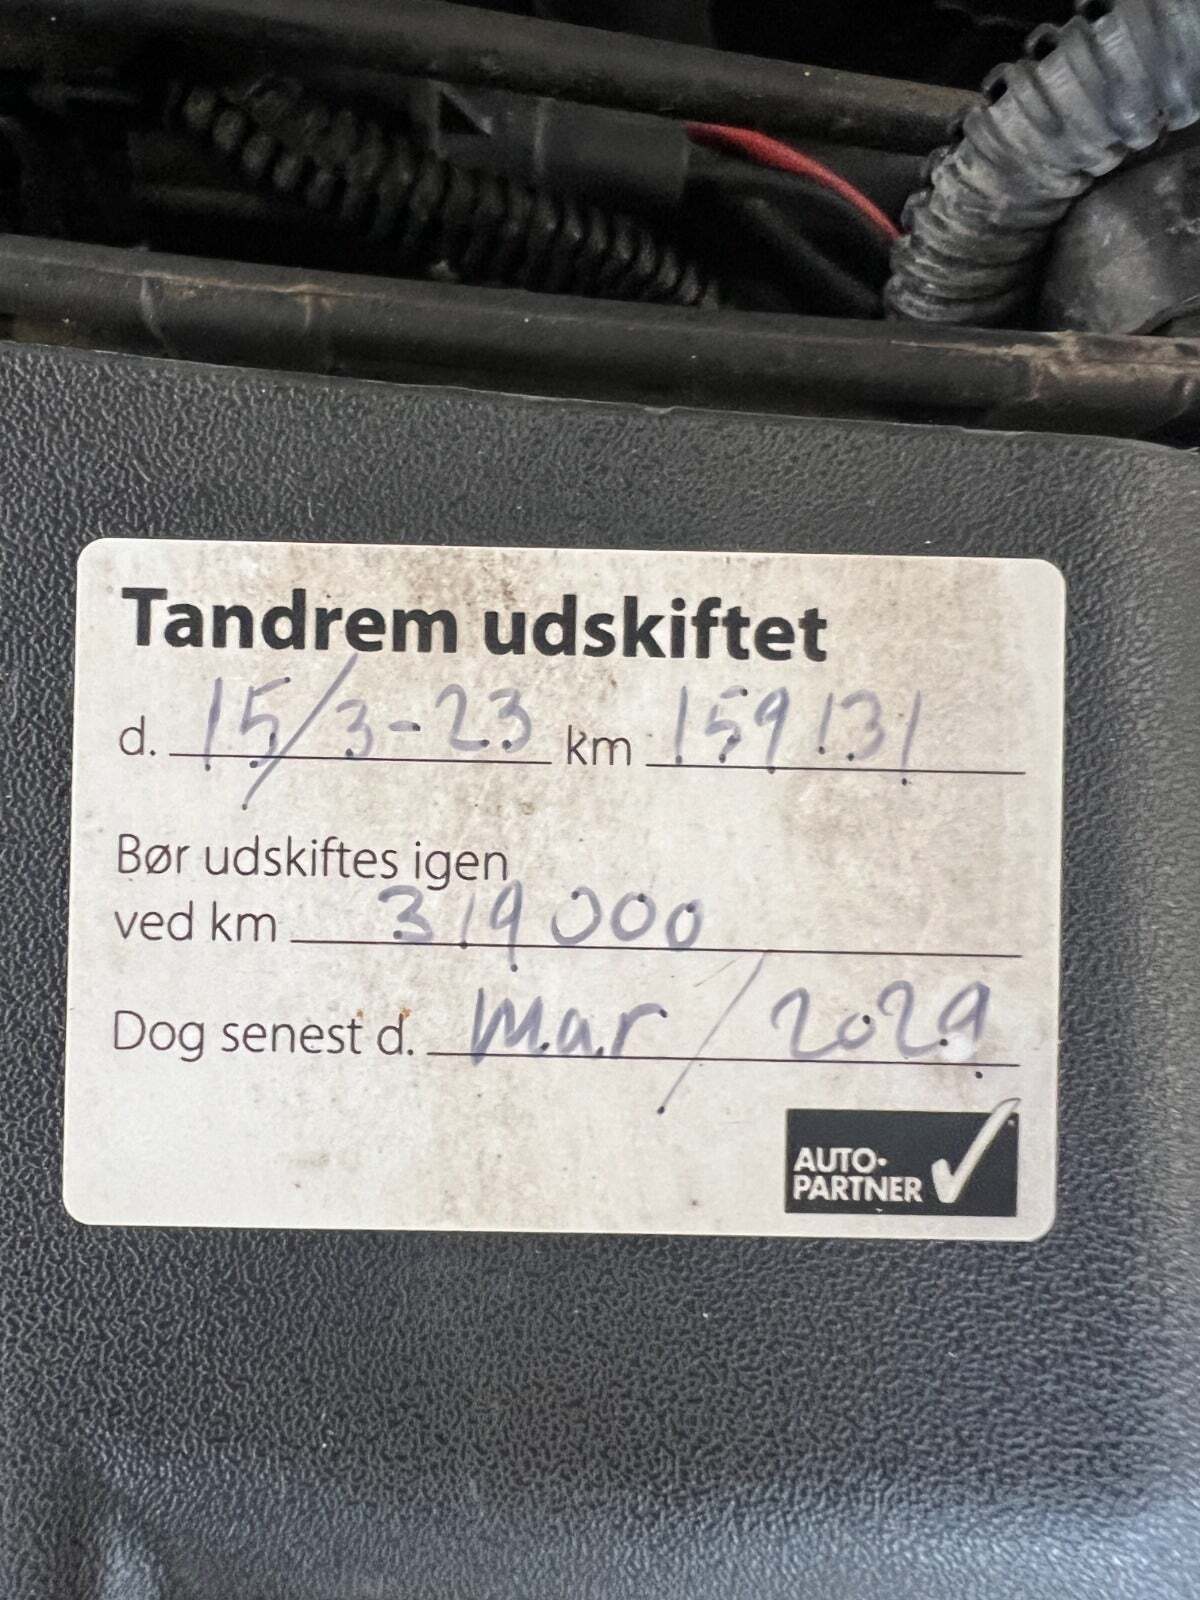 Tandrem udskiftet
d. 15/3-23 km 159131
Bør udskiftes igen
ved km 319000
Dog senest d. Mar/2029
AUTO-
PARTNER